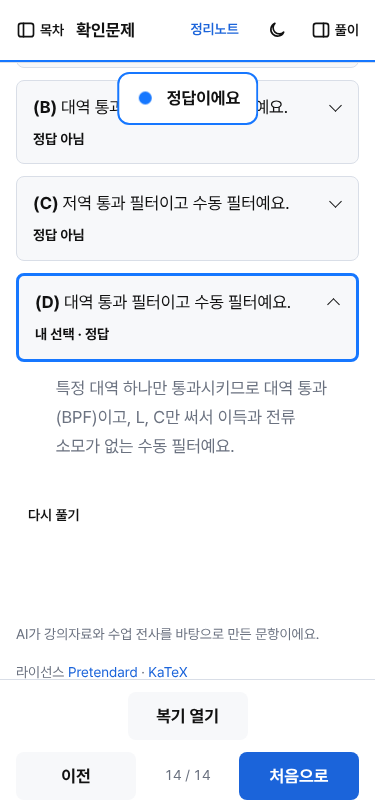 목차 확인문제 정리노트 풀이
정답이에요
(B) 대역 통과 예요.
정답 아님
(C) 저역 통과 필터이고 수동 필터예요.
정답 아님
(D) 대역 통과 필터이고 수동 필터예요.
내 선택 · 정답
특정 대역 하나만 통과시키므로 대역 통과
(BPF)이고, L, C만 써서 이득과 전류
소모가 없는 수동 필터예요.
다시 풀기
AI가 강의자료와 수업 전사를 바탕으로 만든 문항이에요.
라이선스 Pretendard · KaTeX
복기 열기
이전 14 / 14 처음으로